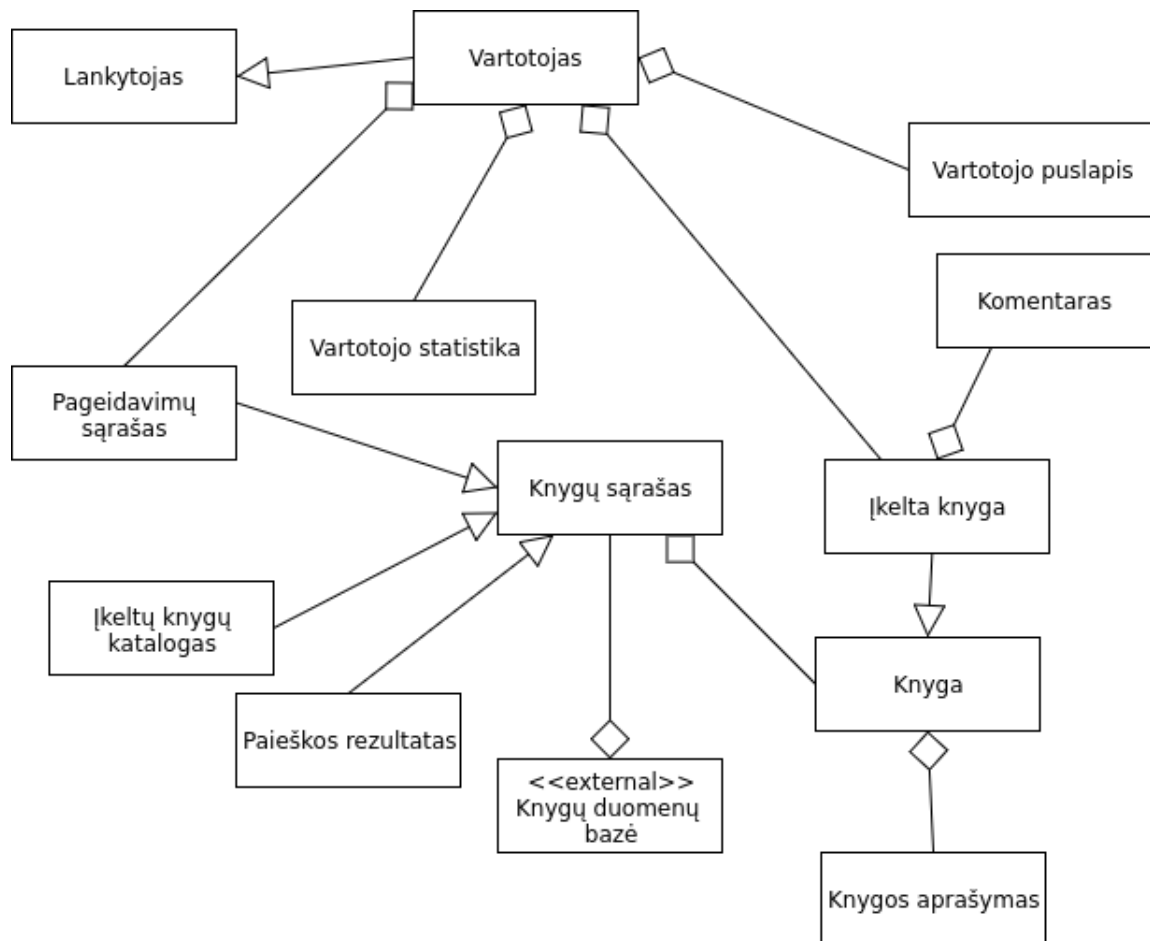 Vartotojas
Lankytojas
Vartotojo puslapis
Komentaras
Vartotojo statistika
Pageidavimų
sąrašas
Knygų sąrašas
Įkelta knyga
Įkeltų knygų
katalogas
Knyga
Paieškos rezultatas
<<external>>
Knygų duomenų
bazė
Knygos aprašymas